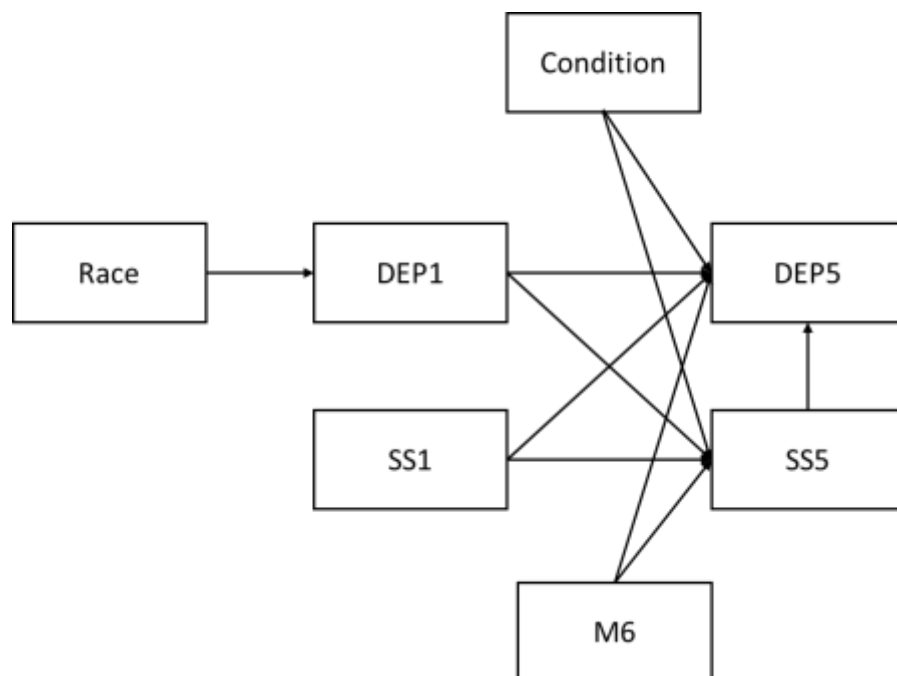 Condition
Race
DEP1
DEP5
SS1
SS5
M6